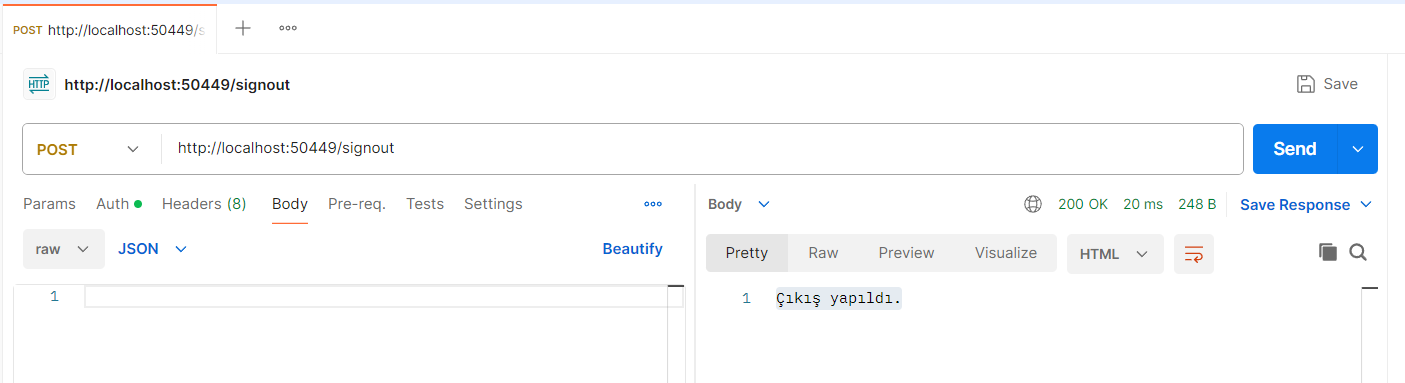 POST http://localhost:50449/s
HTTP http://localhost:50449/signout
Save
POST http://localhost:50449/signout
Send
Params Auth Headers (8) Body Pre-req. Tests Settings
raw JSON Beautify
1
Body 200 OK 20 ms 248 B Save Response
Pretty Raw Preview Visualize HTML
1 Çıkış yapıldı.